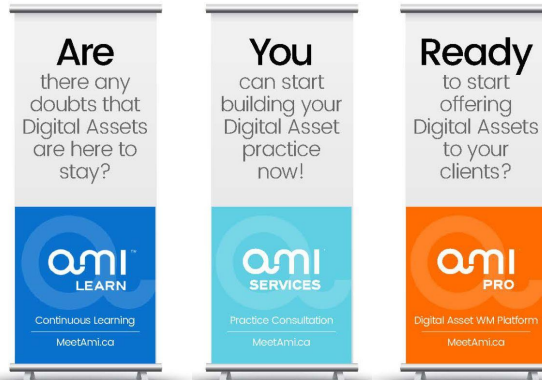 Are
there any
doubts that
Digital Assets
are here to
stay?
ami™
LEARN
Continuous Learning
MeetAmi.ca
You
can start
building your
Digital Asset
practice
now!
ami
SERVICES
Practice Consultation
MeetAmi.ca
Ready
to start
offering
Digital Assets
to your
clients?
ami
PRO
Digital Asset WM Platform
MeetAmi.ca